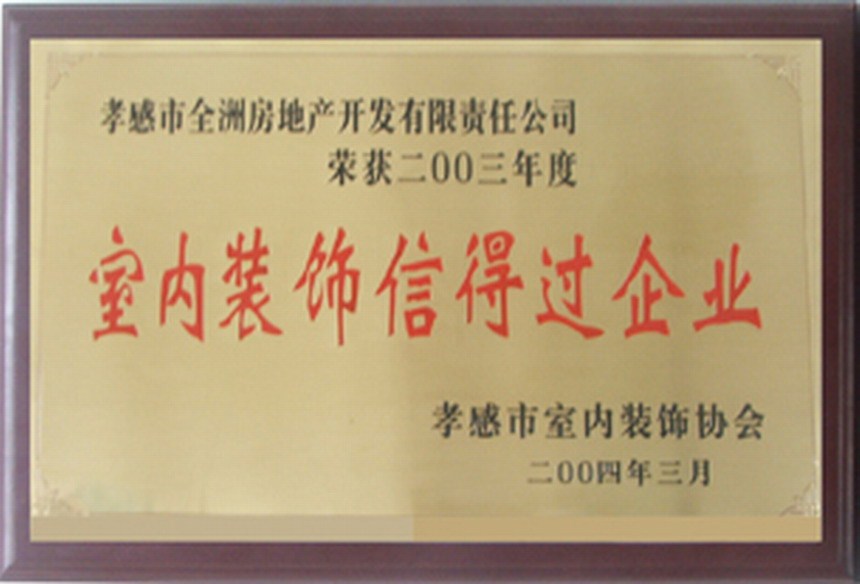 孝感市全洲房地产开发有限责任公司
荣获二00三年度
室内装饰信得过企业
孝感市室内装饰协会
二00四年三月